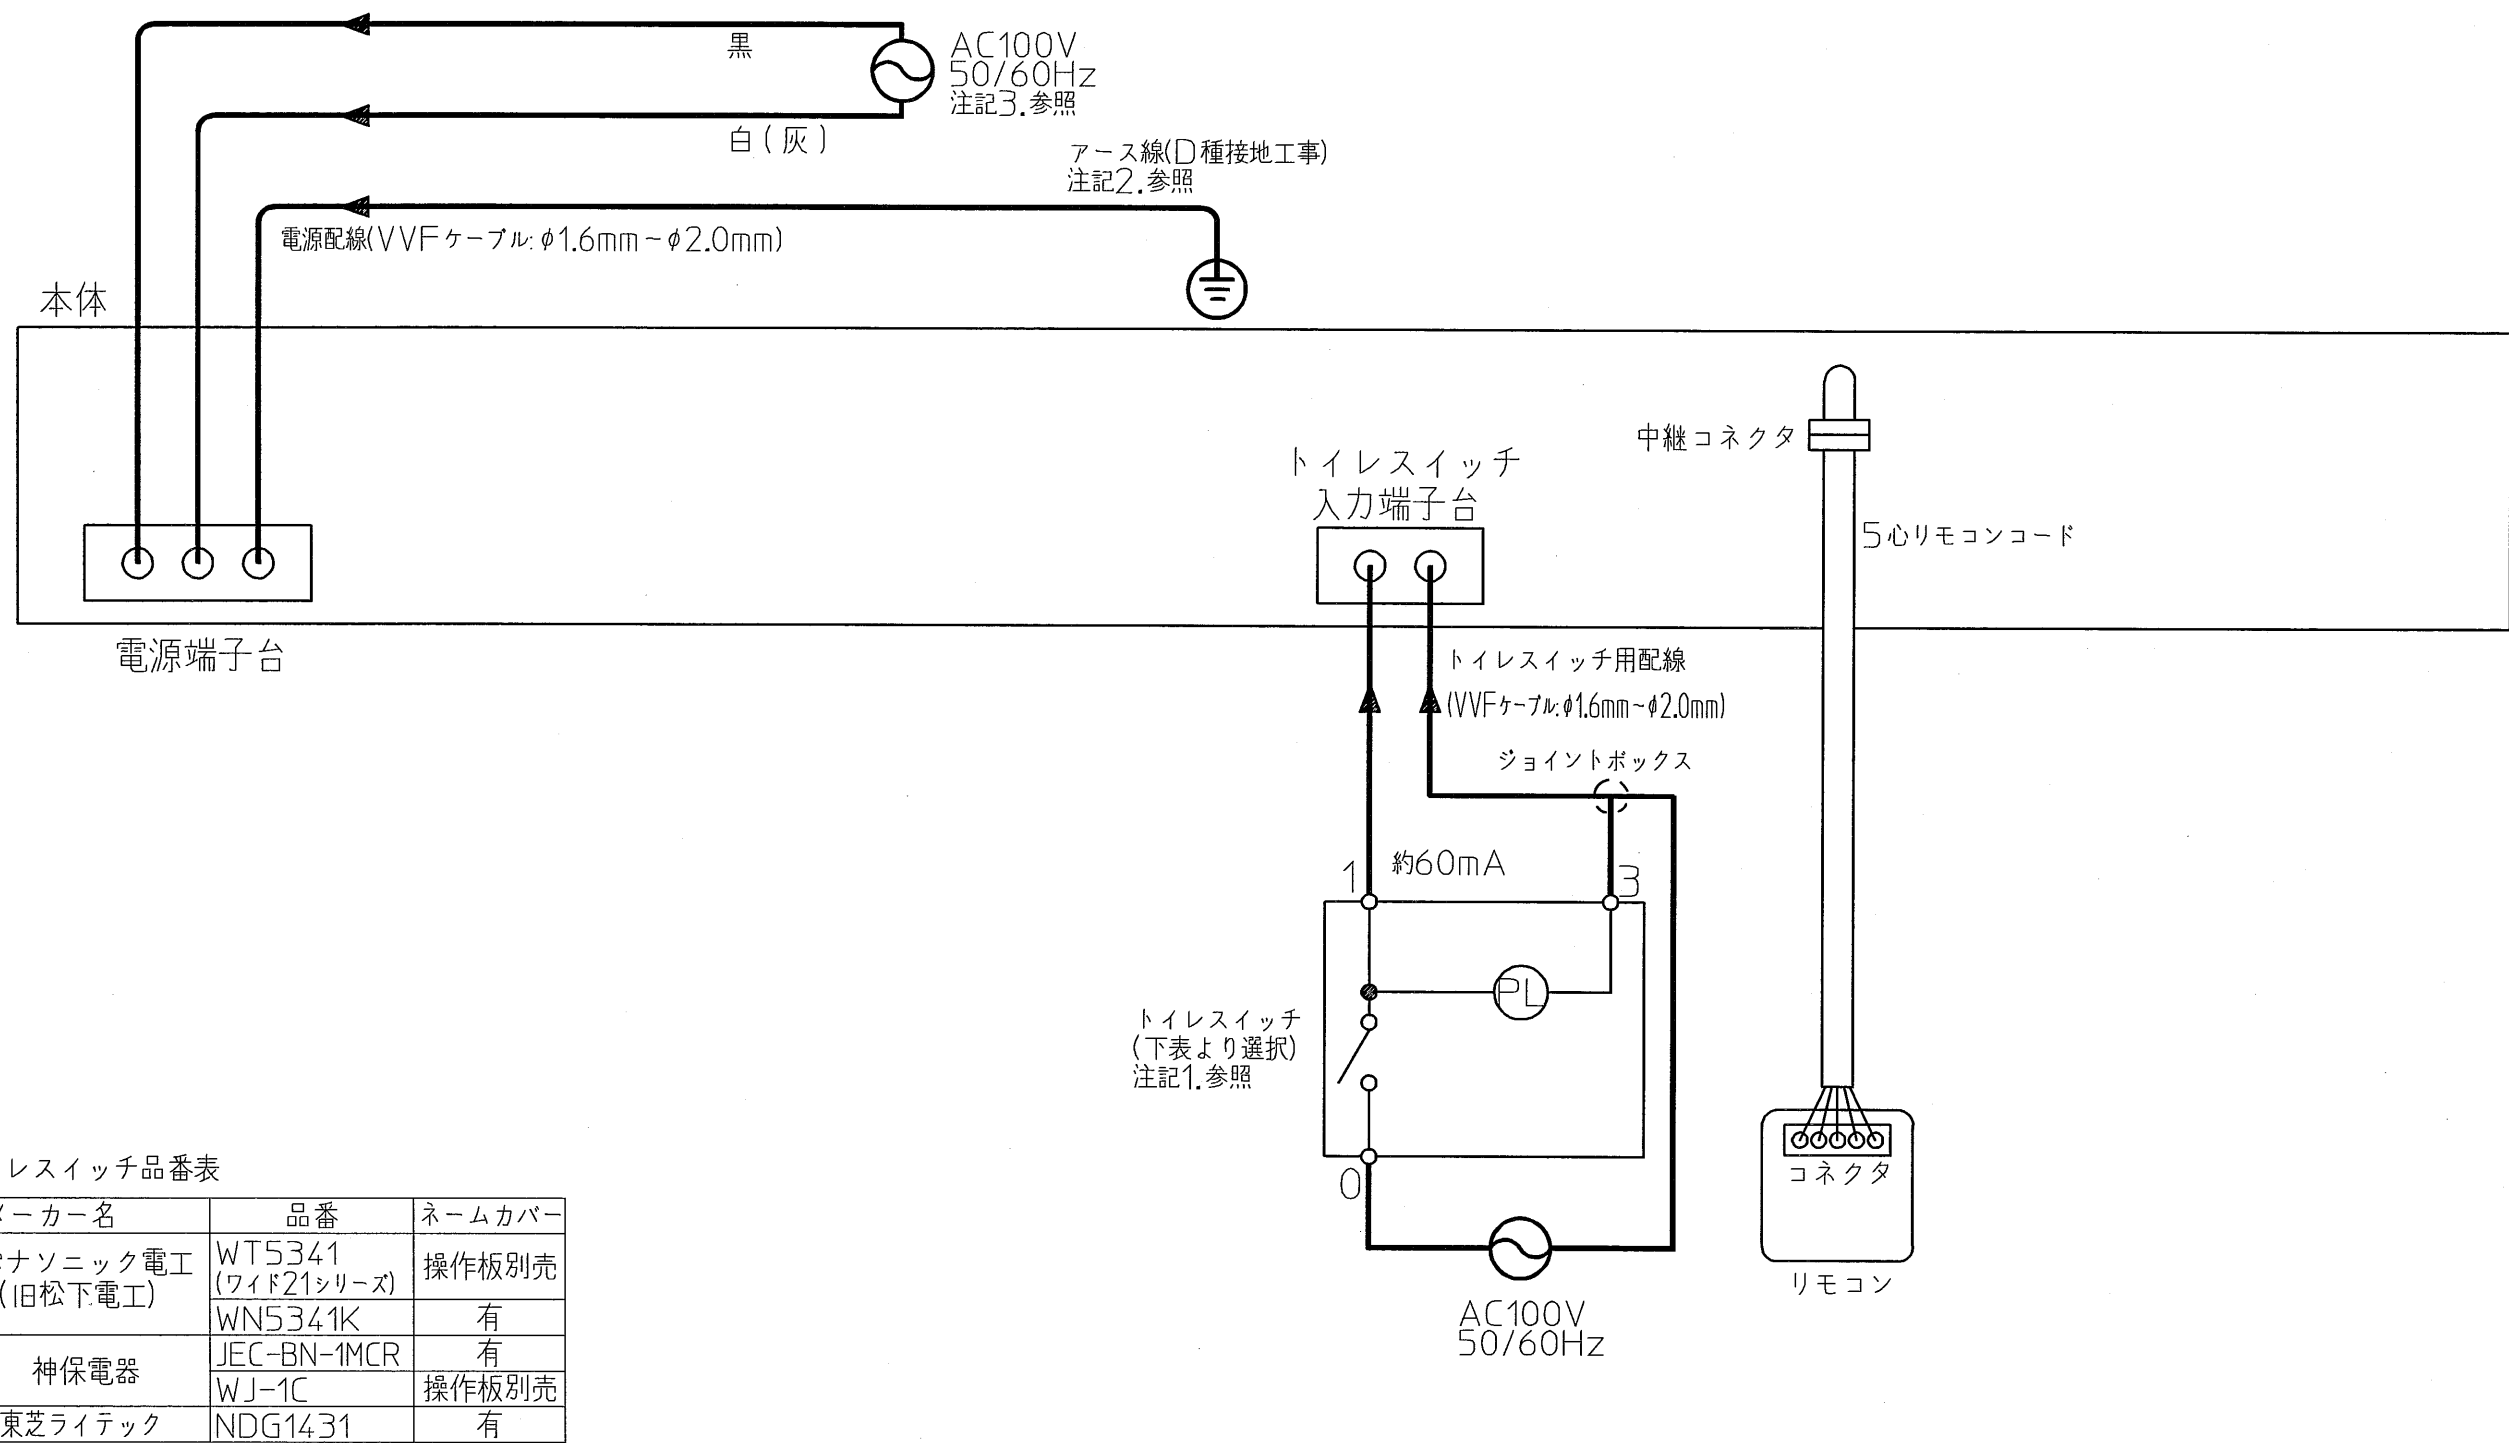 黒
AC100V
50/60Hz
注記3.参照
白(灰)
アース線(D種接地工事)
注記2.参照
電源配線(VVFケーブル:φ1.6mm~φ2.0mm)
本体
中継コネクタ
トイレスイッチ
入力端子台
5心リモコンコード
電源端子台
トイレスイッチ用配線
(VVFケーブル:φ1.6mm~φ2.0mm)
ジョイントボックス
1
約60mA
3
PL
トイレスイッチ
(下表より選択)
注記1.参照
0
AC100V
50/60Hz
コネクタ
リモコン
レスイッチ品番表
メーカー名 品番 ネームカバー
パナソニック電工
(旧松下電工)
WT5341
(ワイド21シリーズ)
操作板別売
WN5341K 有
神保電器
JEC-BN-1MCR 有
WJ-1C 操作板別売
東芝ライテック NDG1431 有